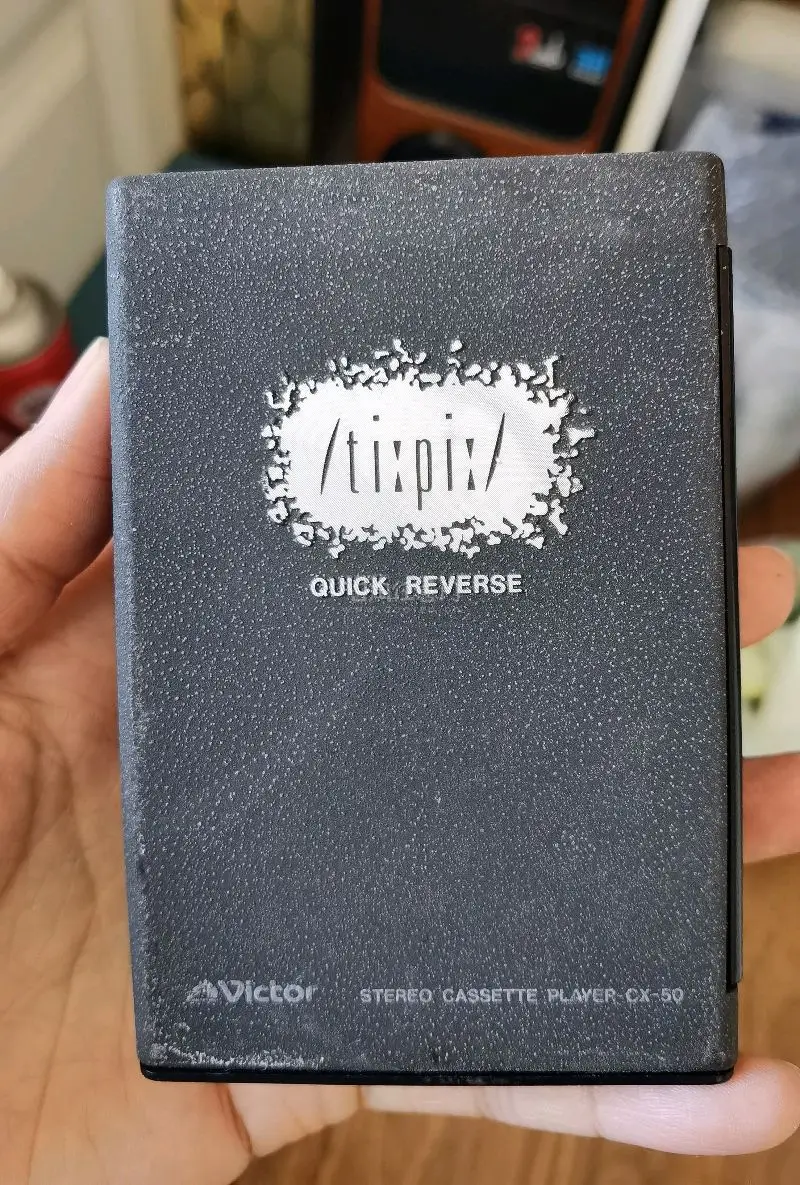 /tixpix/
QUICK REVERSE
Victor
STEREO CASSETTE PLAYER CX-50